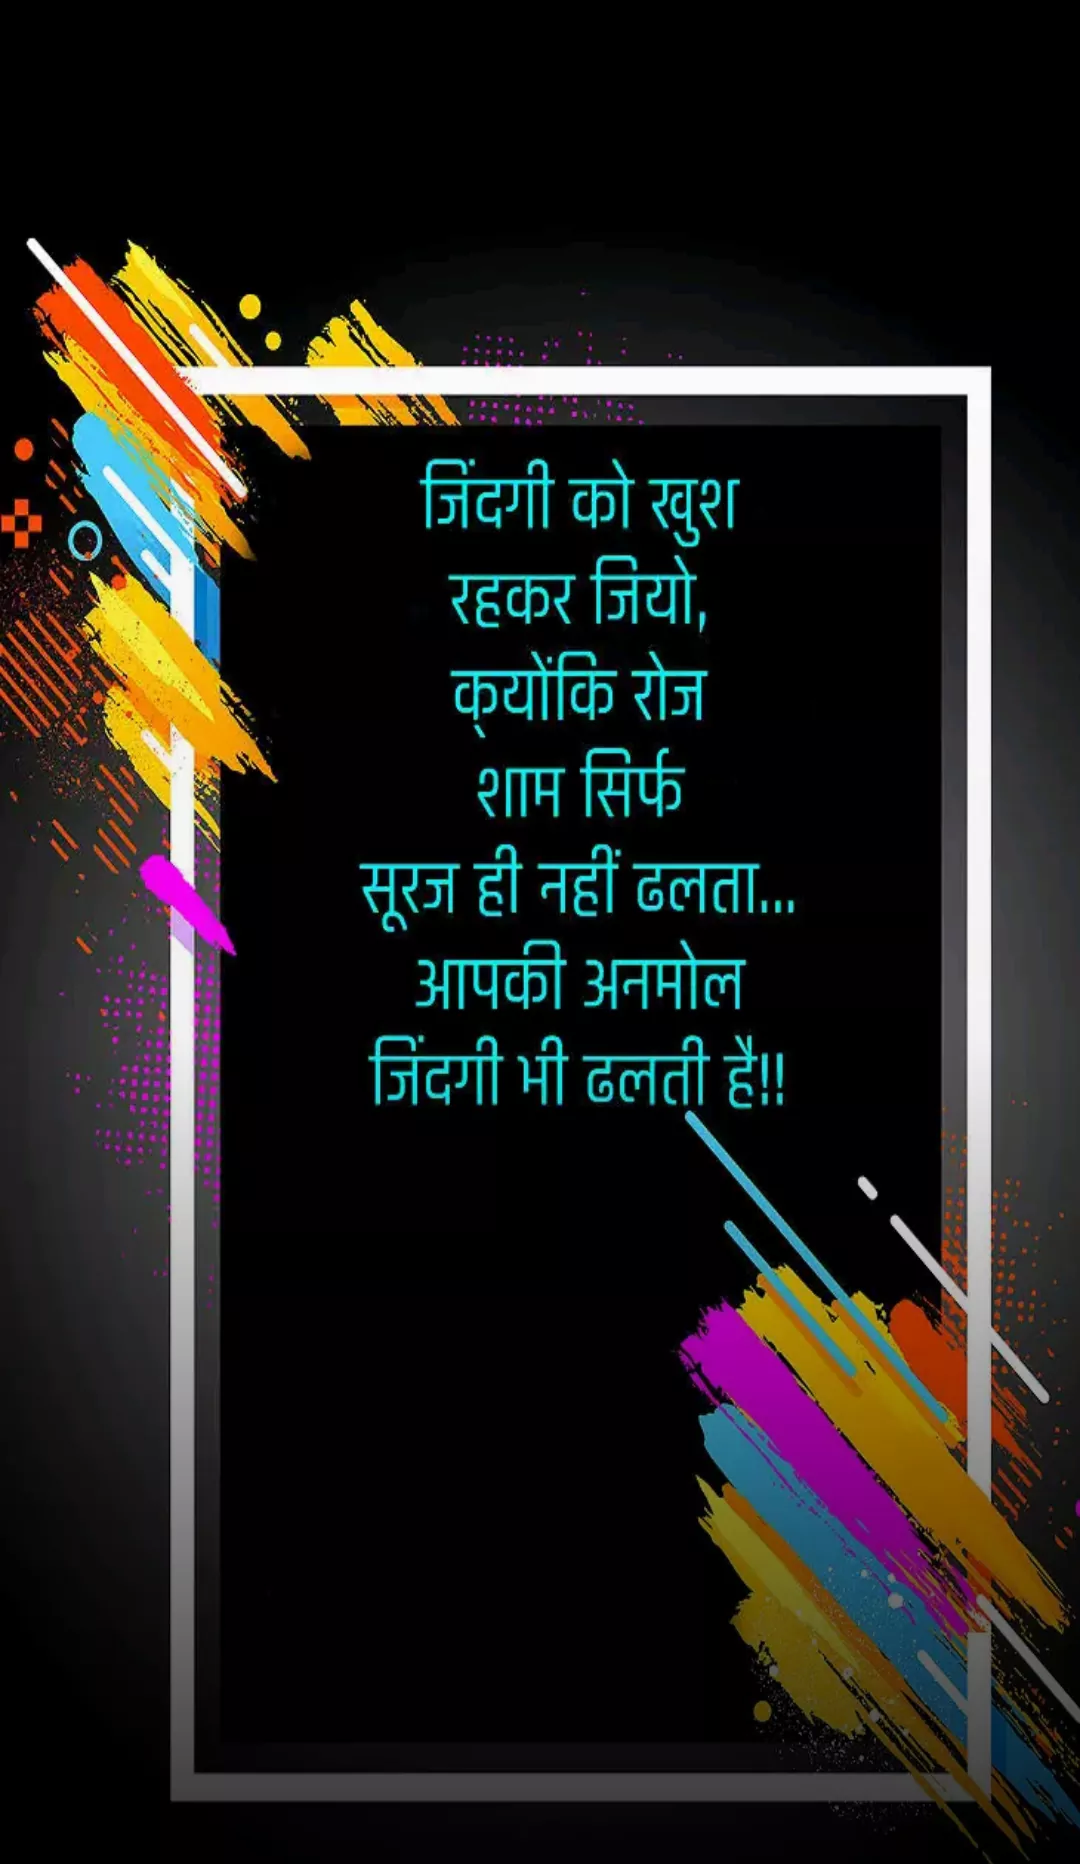 जिंदगी को खुश
रहकर जियो,
क्योंकि रोज
शाम सिर्फ
सूरज ही नहीं ढलता...
आपकी अनमोल
जिंदगी भी ढलती है!!